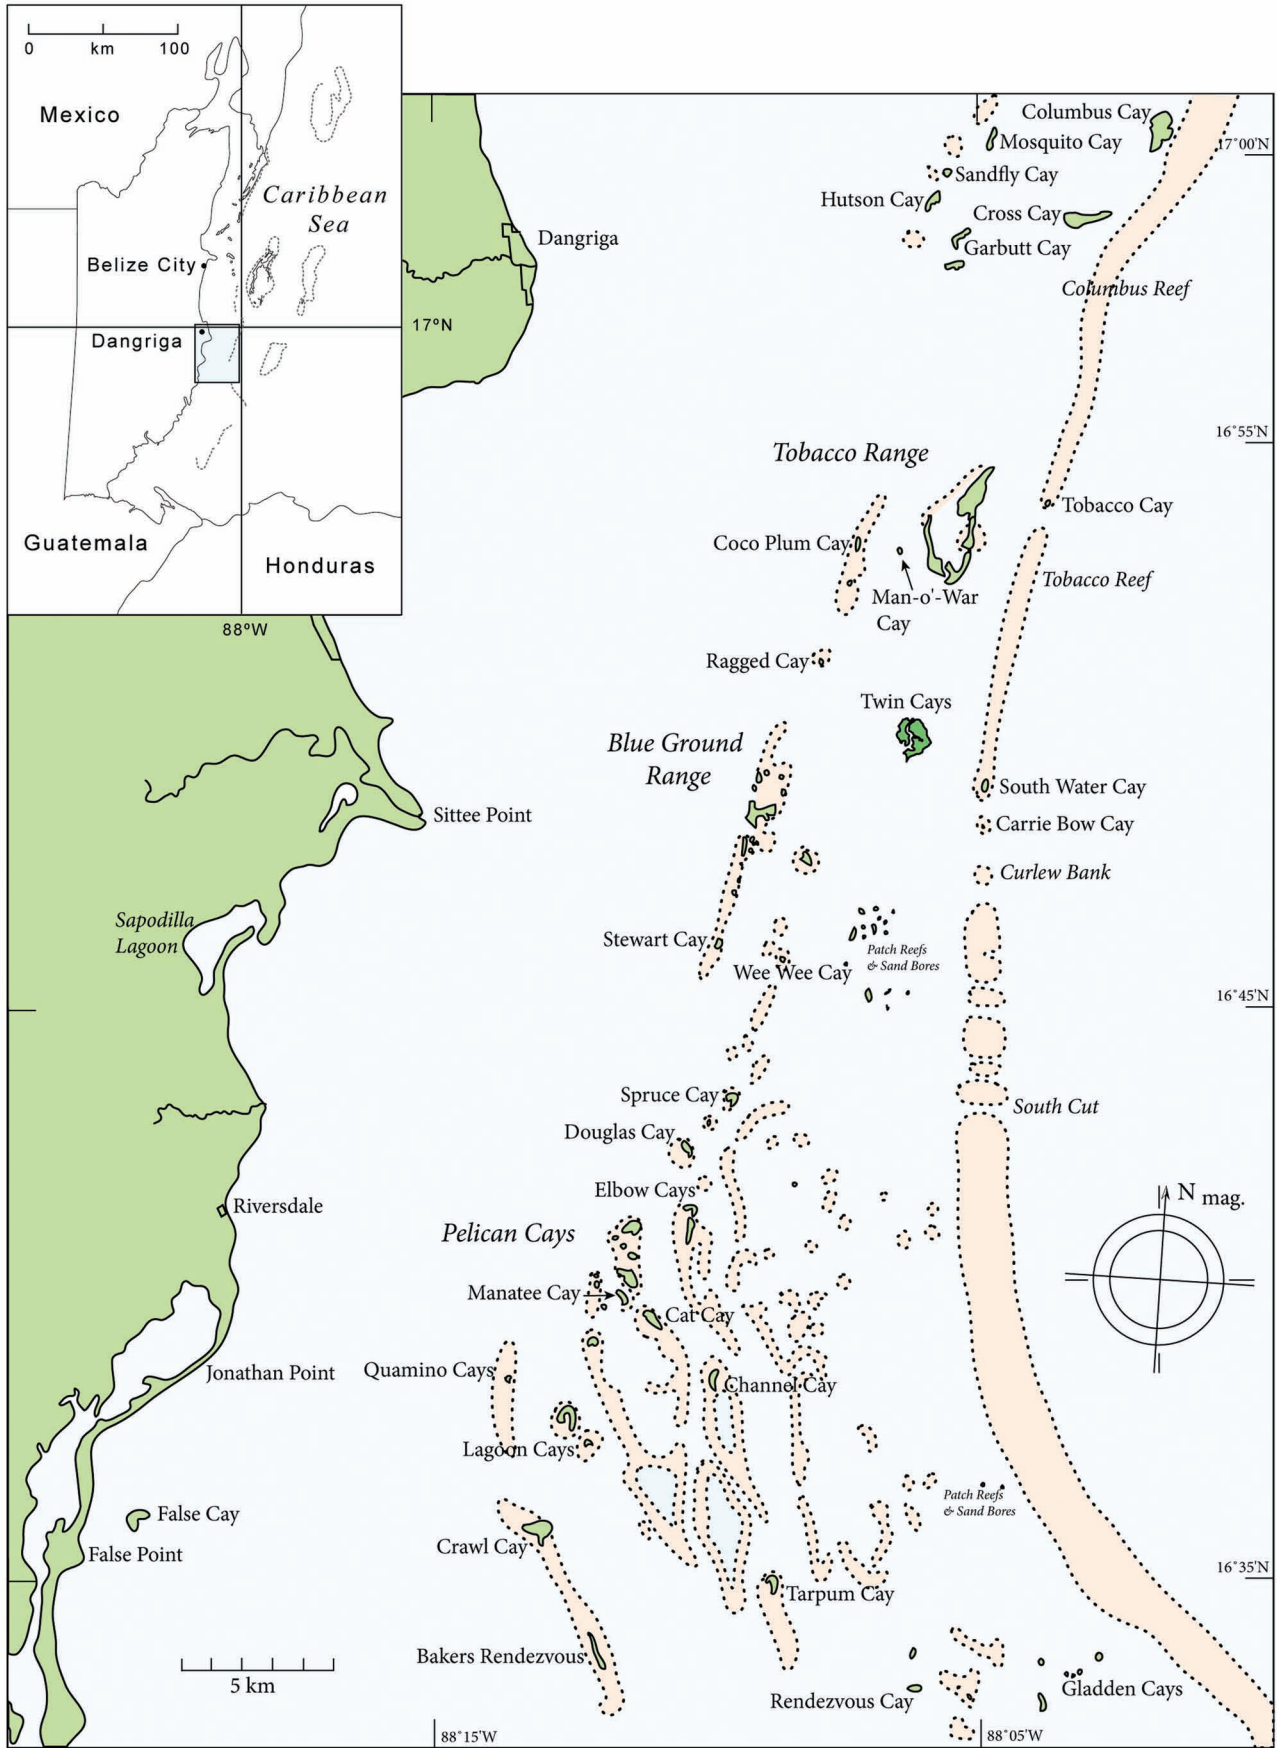 0 km 100
Mexico
Caribbean
Sea
Belize City
Dangriga
17°N
Guatemala
Honduras
88°W
Columbus Cay
Mosquito Cay
17°00'N
Sandfly Cay
Hutson Cay
Cross Cay
Garbutt Cay
Dangriga
Columbus Reef
16°55'N
Tobacco Range
Tobacco Cay
Coco Plum Cay
Tobacco Reef
Man-o'-War
Cay
Ragged Cay
Twin Cays
Blue Ground
Range
South Water Cay
Sittee Point
Carrie Bow Cay
Curlew Bank
Sapodilla
Lagoon
Stewart Cay
Patch Reefs
& Sand Bores
Wee Wee Cay
16°45'N
Spruce Cay
South Cut
Douglas Cay
Elbow Cays
N mag.
Riversdale
Pelican Cays
Manatee Cay
Cat Cay
Quamino Cays
Jonathan Point
Channel Cay
Lagoon Cays
Patch Reefs
& Sand Bores
False Cay
Crawl Cay
False Point
16°35'N
Tarpum Cay
Bakers Rendezvous
5 km
Rendezvous Cay
Gladden Cays
88°15'W
88°05'W